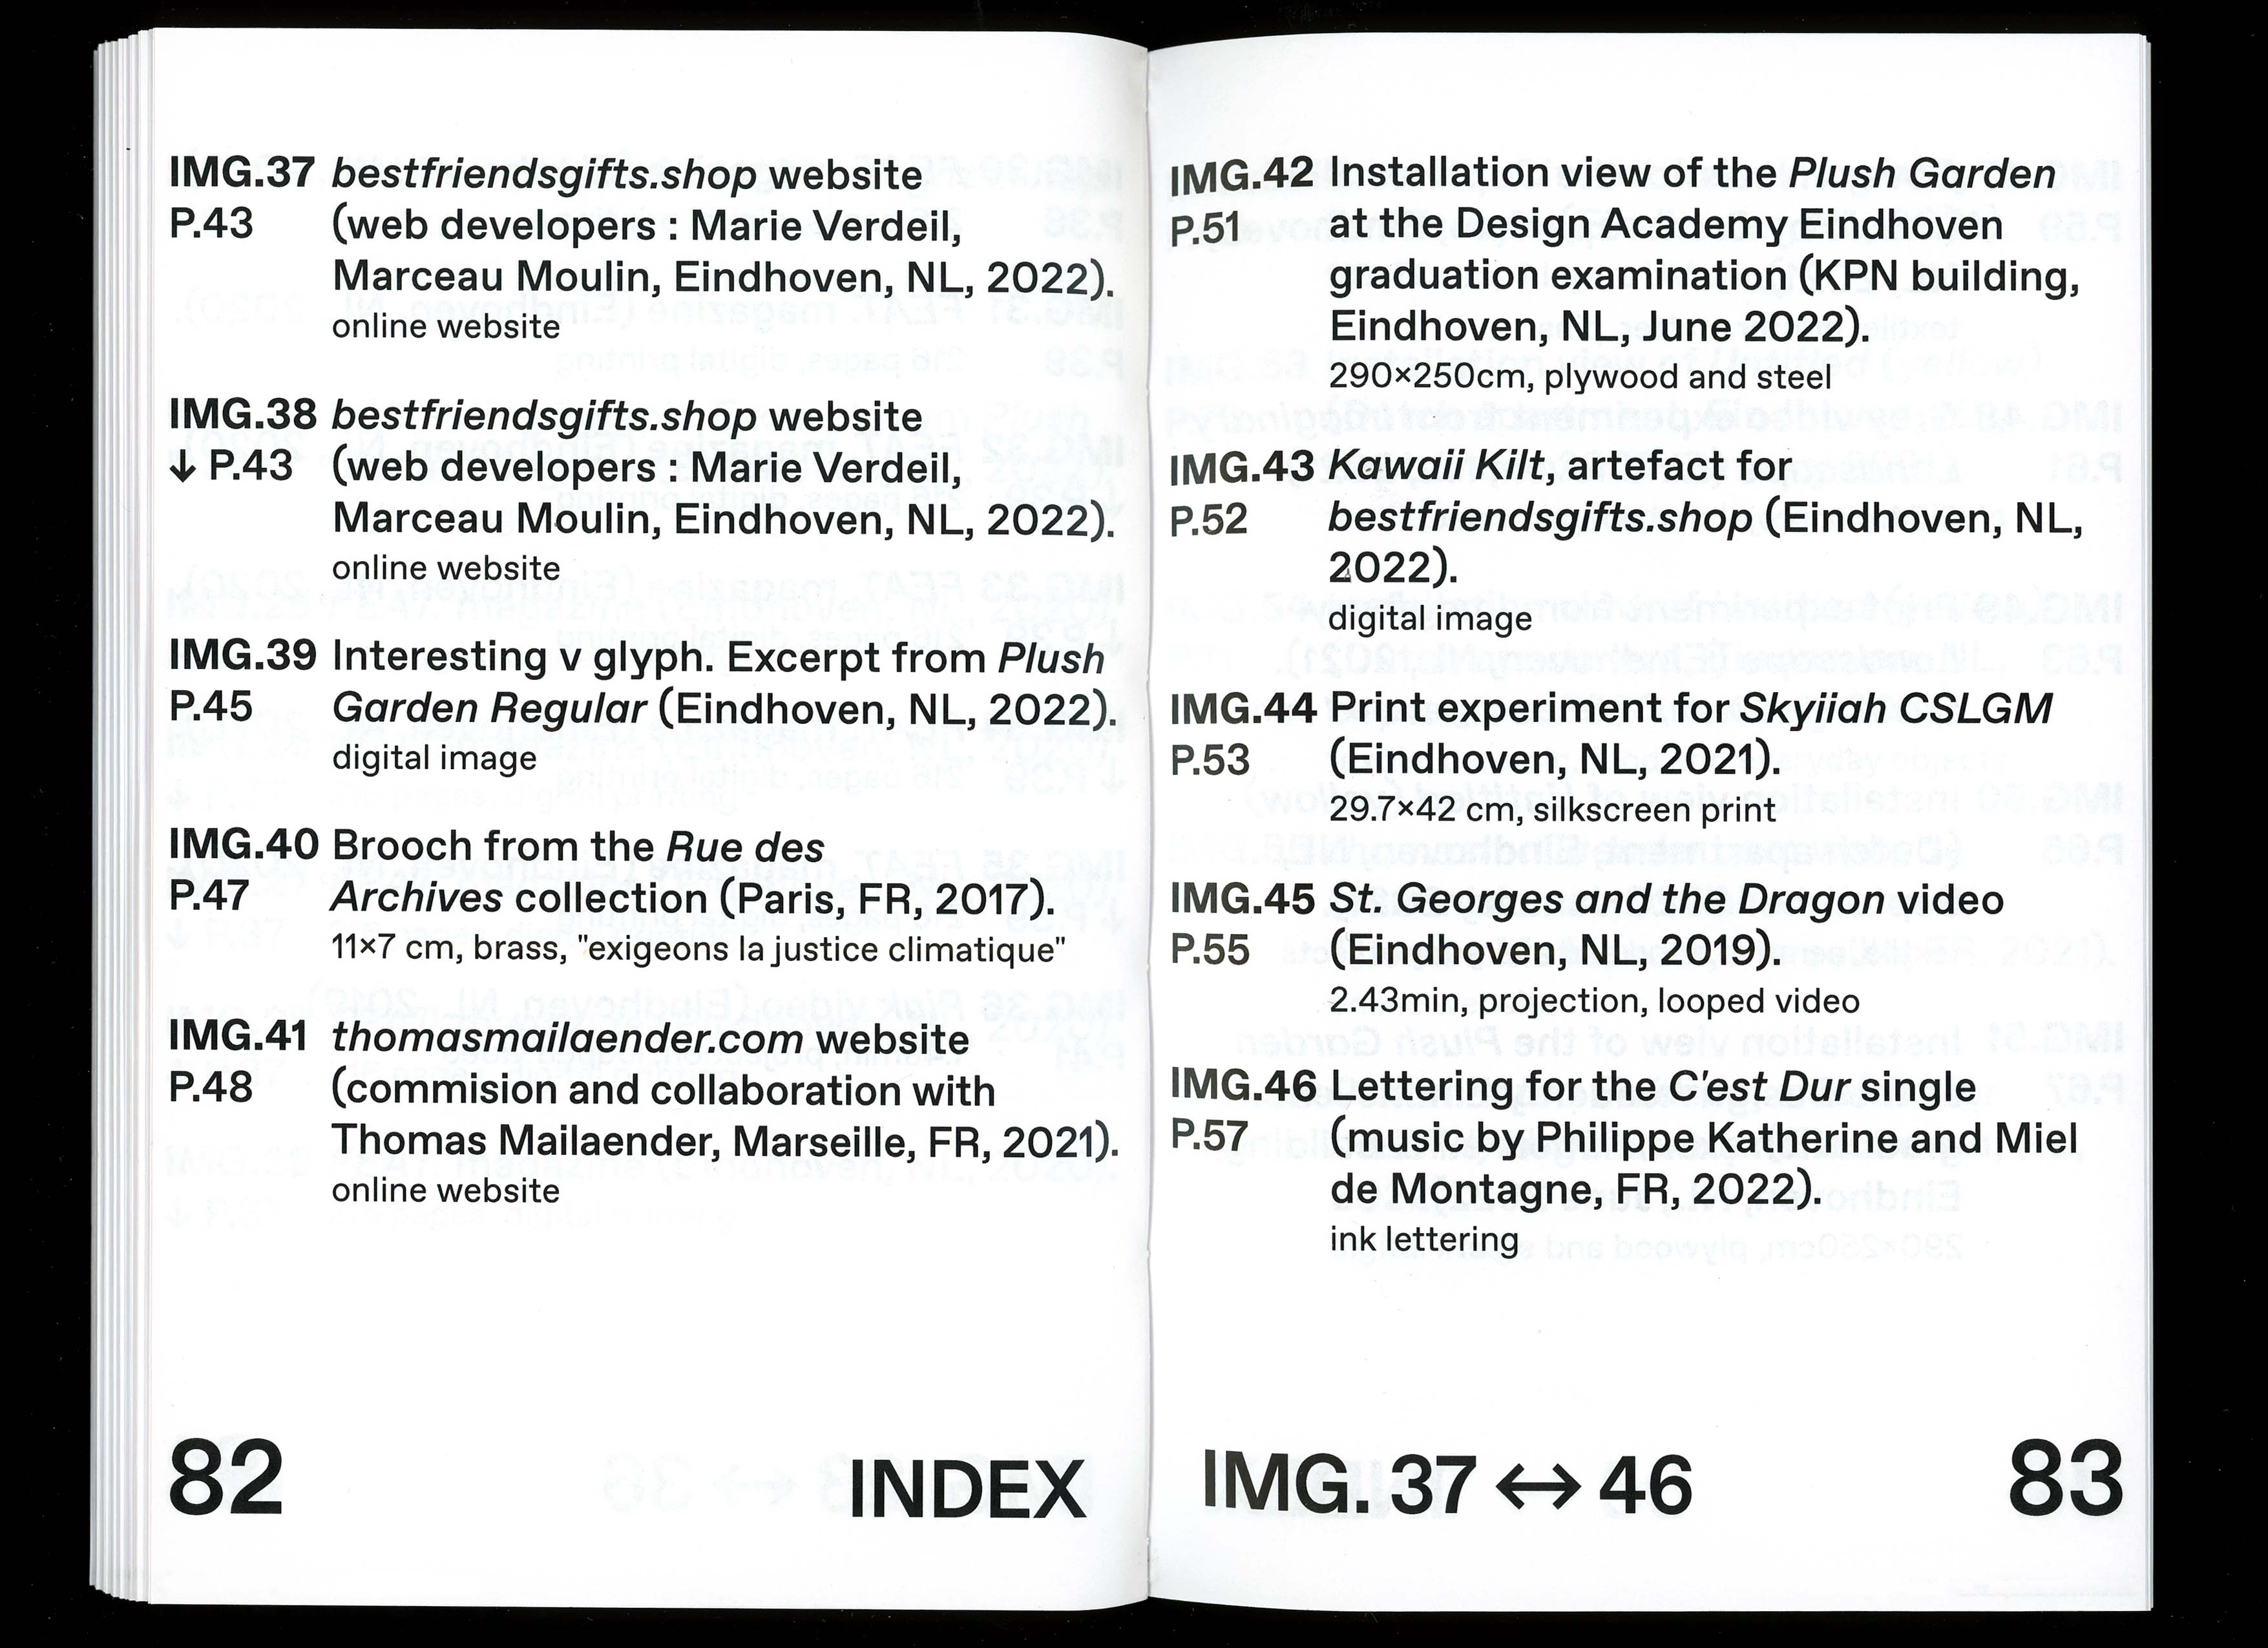 IMG.37 bestfriendsgifts.shop website
P.43 (web developers : Marie Verdeil,
Marceau Moulin, Eindhoven, NL, 2022).
online website
IMG.38 bestfriendsgifts.shop website
↓ P.43 (web developers : Marie Verdeil,
Marceau Moulin, Eindhoven, NL, 2022).
online website
IMG.39 Interesting v glyph. Excerpt from Plush
P.45 Garden Regular (Eindhoven, NL, 2022).
digital image
IMG.40 Brooch from the Rue des
P.47 Archives collection (Paris, FR, 2017).
11×7 cm, brass, "exigeons la justice climatique"
IMG.41 thomasmailaender.com website
P.48 (commision and collaboration with
Thomas Mailaender, Marseille, FR, 2021).
online website
82 INDEX
IMG.42 Installation view of the Plush Garden
P.51 at the Design Academy Eindhoven
graduation examination (KPN building,
Eindhoven, NL, June 2022).
290×250cm, plywood and steel
IMG.43 Kawaii Kilt, artefact for
P.52 bestfriendsgifts.shop (Eindhoven, NL,
2022).
digital image
IMG.44 Print experiment for Skyiiah CSLGM
P.53 (Eindhoven, NL, 2021).
29.7×42 cm, silkscreen print
IMG.45 St. Georges and the Dragon video
P.55 (Eindhoven, NL, 2019).
2.43min, projection, looped video
IMG.46 Lettering for the C'est Dur single
P.57 (music by Philippe Katherine and Miel
de Montagne, FR, 2022).
ink lettering
IMG. 37 ↔ 46 83